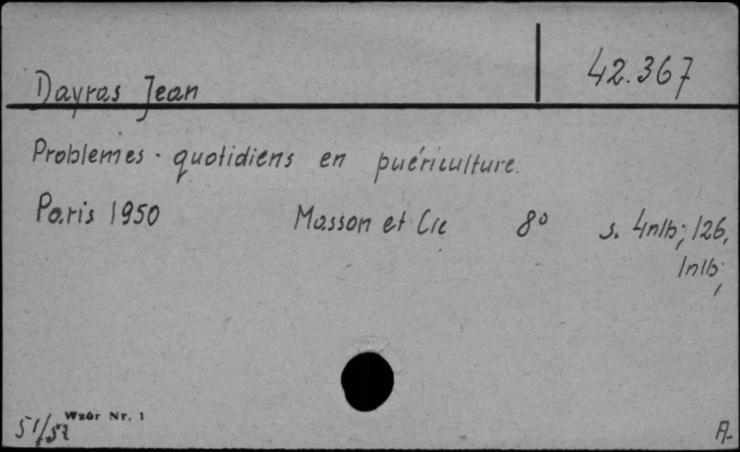 Dayras Jean
42.367
Problemes - quotidiens en puériculture.
Paris 1950 Masson et Cie 8° s. 4nlb; 126,
1nlb;
51/52 Wzór Nr. 1
A-